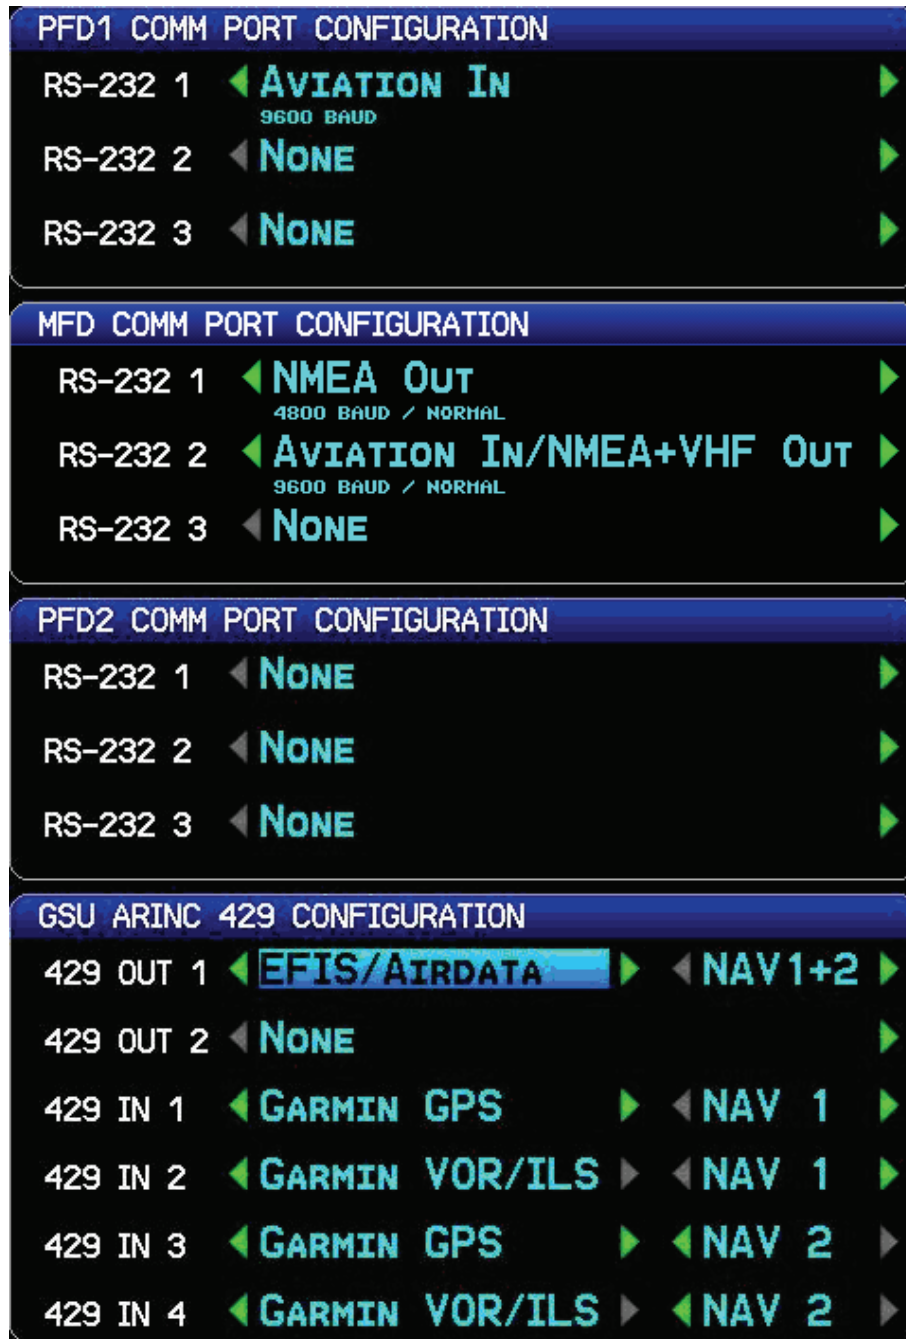 PFD1 COMM PORT CONFIGURATION
RS-232 1 AVIATION IN
9600 BAUD
RS-232 2 NONE
RS-232 3 NONE
MFD COMM PORT CONFIGURATION
RS-232 1 NMEA OUT
4800 BAUD / NORMAL
RS-232 2 AVIATION IN/NMEA+VHF OUT
9600 BAUD / NORMAL
RS-232 3 NONE
PFD2 COMM PORT CONFIGURATION
RS-232 1 NONE
RS-232 2 NONE
RS-232 3 NONE
GSU ARINC 429 CONFIGURATION
429 OUT 1 EFIS/AIRDATA NAV1+2
429 OUT 2 NONE
429 IN 1 GARMIN GPS NAV 1
429 IN 2 GARMIN VOR/ILS NAV 1
429 IN 3 GARMIN GPS NAV 2
429 IN 4 GARMIN VOR/ILS NAV 2